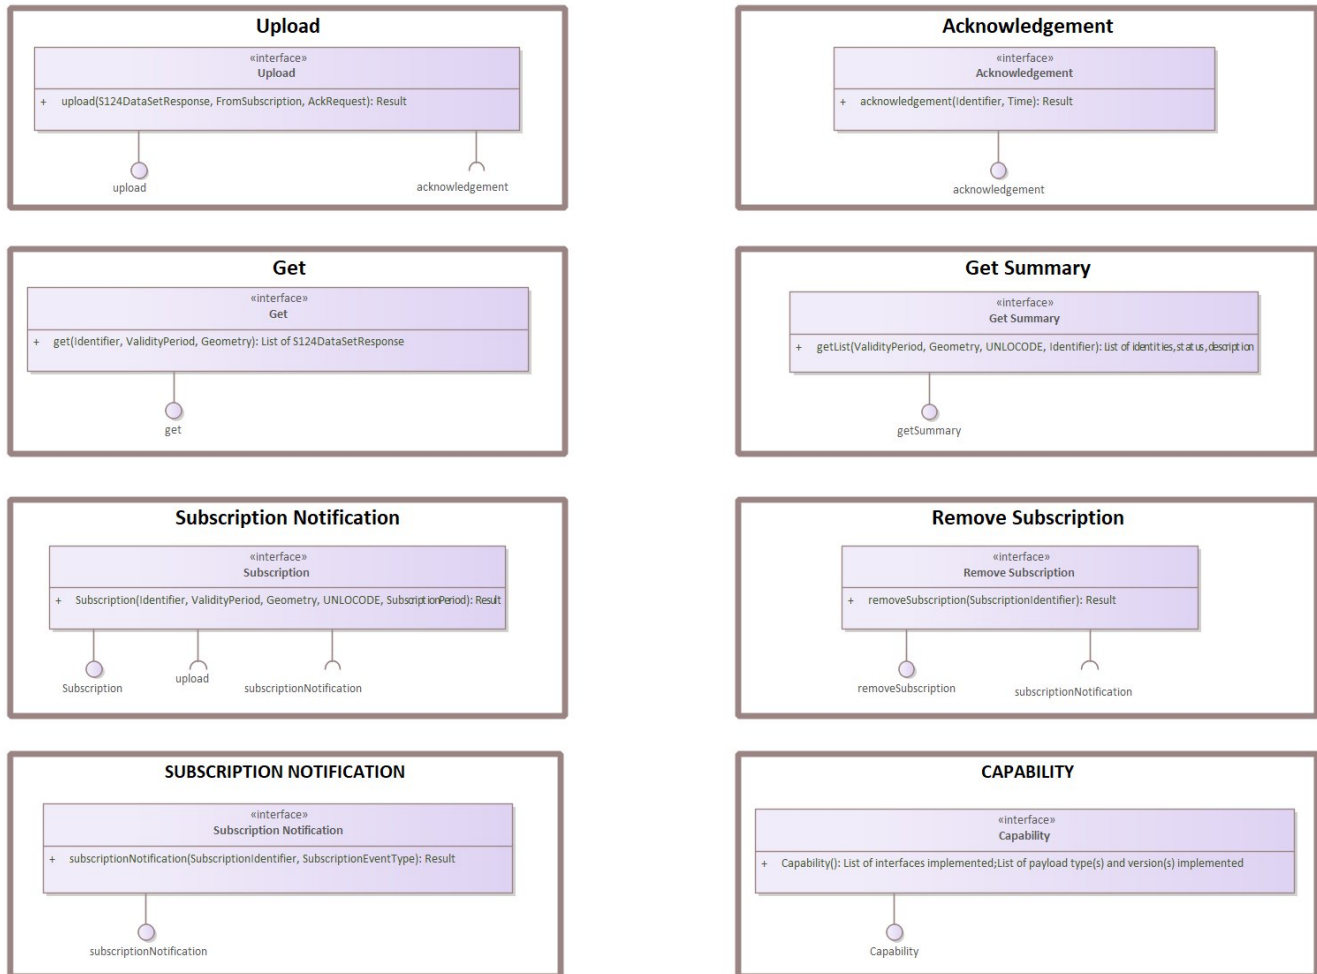 Upload
«interface»
Upload
+ upload(S124DataSetResponse, FromSubscription, AckRequest): Result
upload
acknowledgement
Acknowledgement
«interface»
Acknowledgement
+ acknowledgement(Identifier, Time): Result
acknowledgement
Get
«interface»
Get
+ get(Identifier, ValidityPeriod, Geometry): List of S124DataSetResponse
get
Get Summary
«interface»
Get Summary
+ getList(ValidityPeriod, Geometry, UNLOCODE, Identifier): List of identities,status,description
getSummary
Subscription Notification
«interface»
Subscription
+ Subscription(Identifier, ValidityPeriod, Geometry, UNLOCODE, SubscriptionPeriod): Result
Subscription
upload
subscriptionNotification
Remove Subscription
«interface»
Remove Subscription
+ removeSubscription(SubscriptionIdentifier): Result
removeSubscription
subscriptionNotification
SUBSCRIPTION NOTIFICATION
«interface»
Subscription Notification
+ subscriptionNotification(SubscriptionIdentifier, SubscriptionEventType): Result
subscriptionNotification
CAPABILITY
«interface»
Capability
+ Capability(): List of interfaces implemented;List of payload type(s) and version(s) implemented
Capability